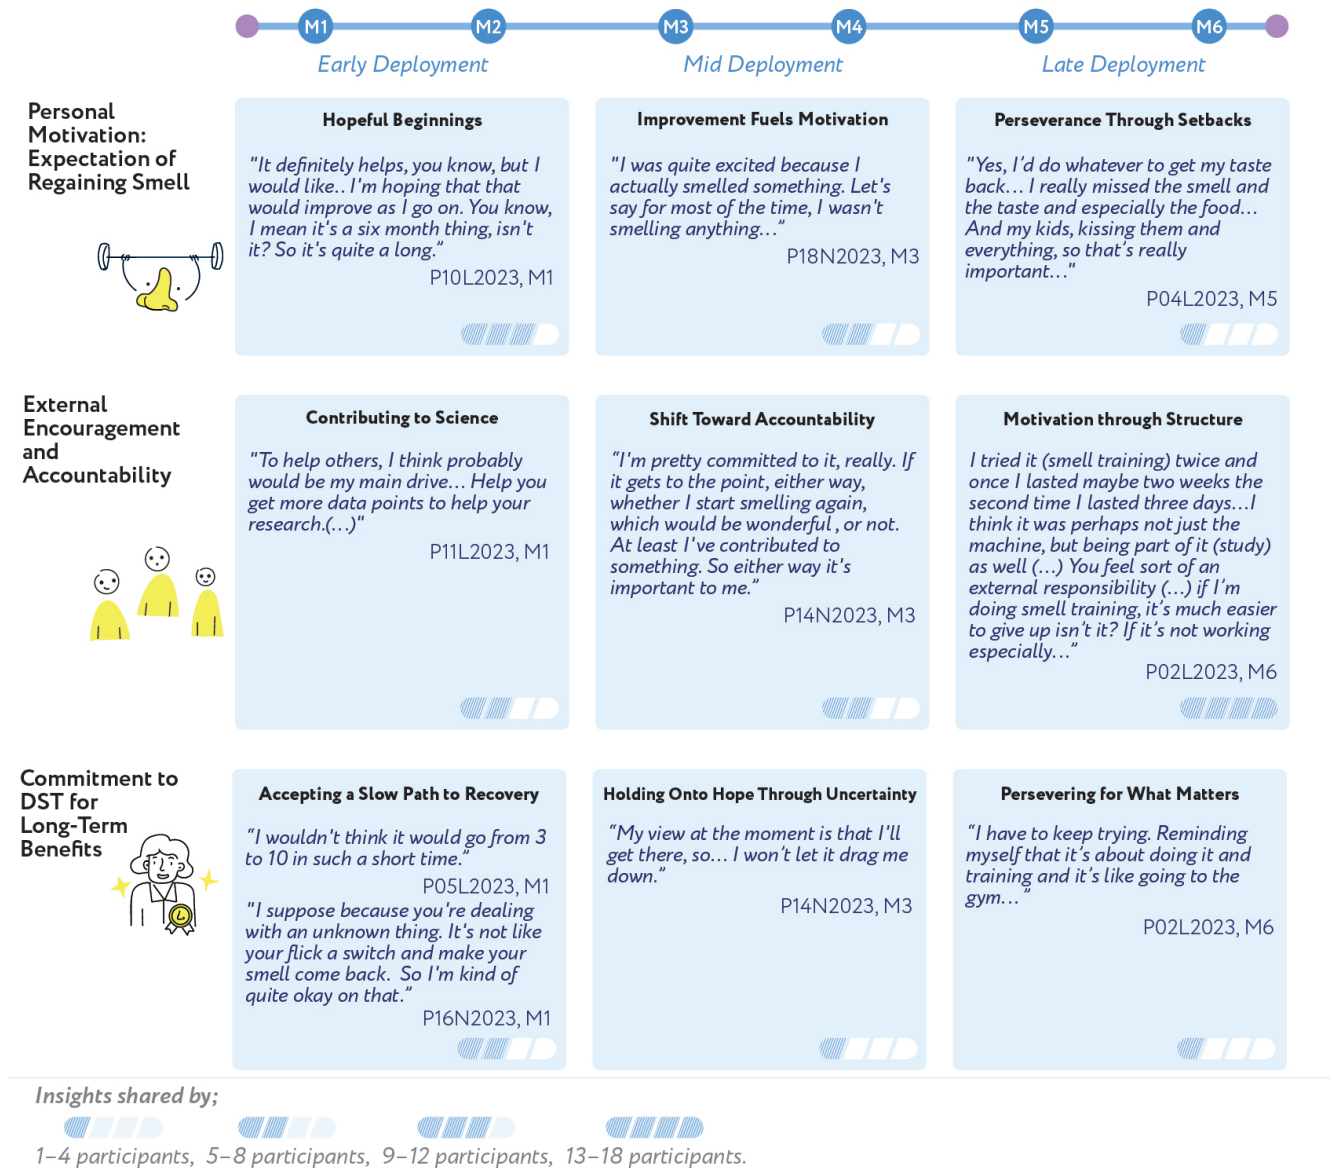 M1 M2 M3 M4 M5 M6
Early Deployment Mid Deployment Late Deployment
Personal
Motivation:
Expectation of
Regaining Smell
Hopeful Beginnings
"It definitely helps, you know, but I
would like.. I'm hoping that that
would improve as I go on. You know,
I mean it's a six month thing, isn't
it? So it's quite a long.”
P10L2023, M1
Improvement Fuels Motivation
"I was quite excited because I
actually smelled something. Let's
say for most of the time, I wasn't
smelling anything...”
P18N2023, M3
Perseverance Through Setbacks
"Yes, I’d do whatever to get my taste
back... I really missed the smell and
the taste and especially the food...
And my kids, kissing them and
everything, so that’s really
important..."
P04L2023, M5
External
Encouragement
and
Accountability
Contributing to Science
"To help others, I think probably
would be my main drive... Help you
get more data points to help your
research.(...)"
P11L2023, M1
Shift Toward Accountability
“I'm pretty committed to it, really. If
it gets to the point, either way,
whether I start smelling again,
which would be wonderful , or not.
At least I've contributed to
something. So either way it's
important to me.”
P14N2023, M3
Motivation through Structure
I tried it (smell training) twice and
once I lasted maybe two weeks the
second time I lasted three days...I
think it was perhaps not just the
machine, but being part of it (study)
as well (...) You feel sort of an
external responsibility (...) if I’m
doing smell training, it’s much easier
to give up isn’t it? If it’s not working
especially...”
P02L2023, M6
Commitment to
DST for
Long-Term
Benefits
Accepting a Slow Path to Recovery
“I wouldn't think it would go from 3
to 10 in such a short time.”
P05L2023, M1
"I suppose because you're dealing
with an unknown thing. It's not like
your flick a switch and make your
smell come back.  So I'm kind of
quite okay on that.”
P16N2023, M1
Holding Onto Hope Through Uncertainty
“My view at the moment is that I'll
get there, so... I won’t let it drag me
down.”
P14N2023, M3
Persevering for What Matters
“I have to keep trying. Reminding
myself that it’s about doing it and
training and it’s like going to the
gym... ”
P02L2023, M6
Insights shared by;
1–4 participants, 5–8 participants, 9–12 participants, 13–18 participants.